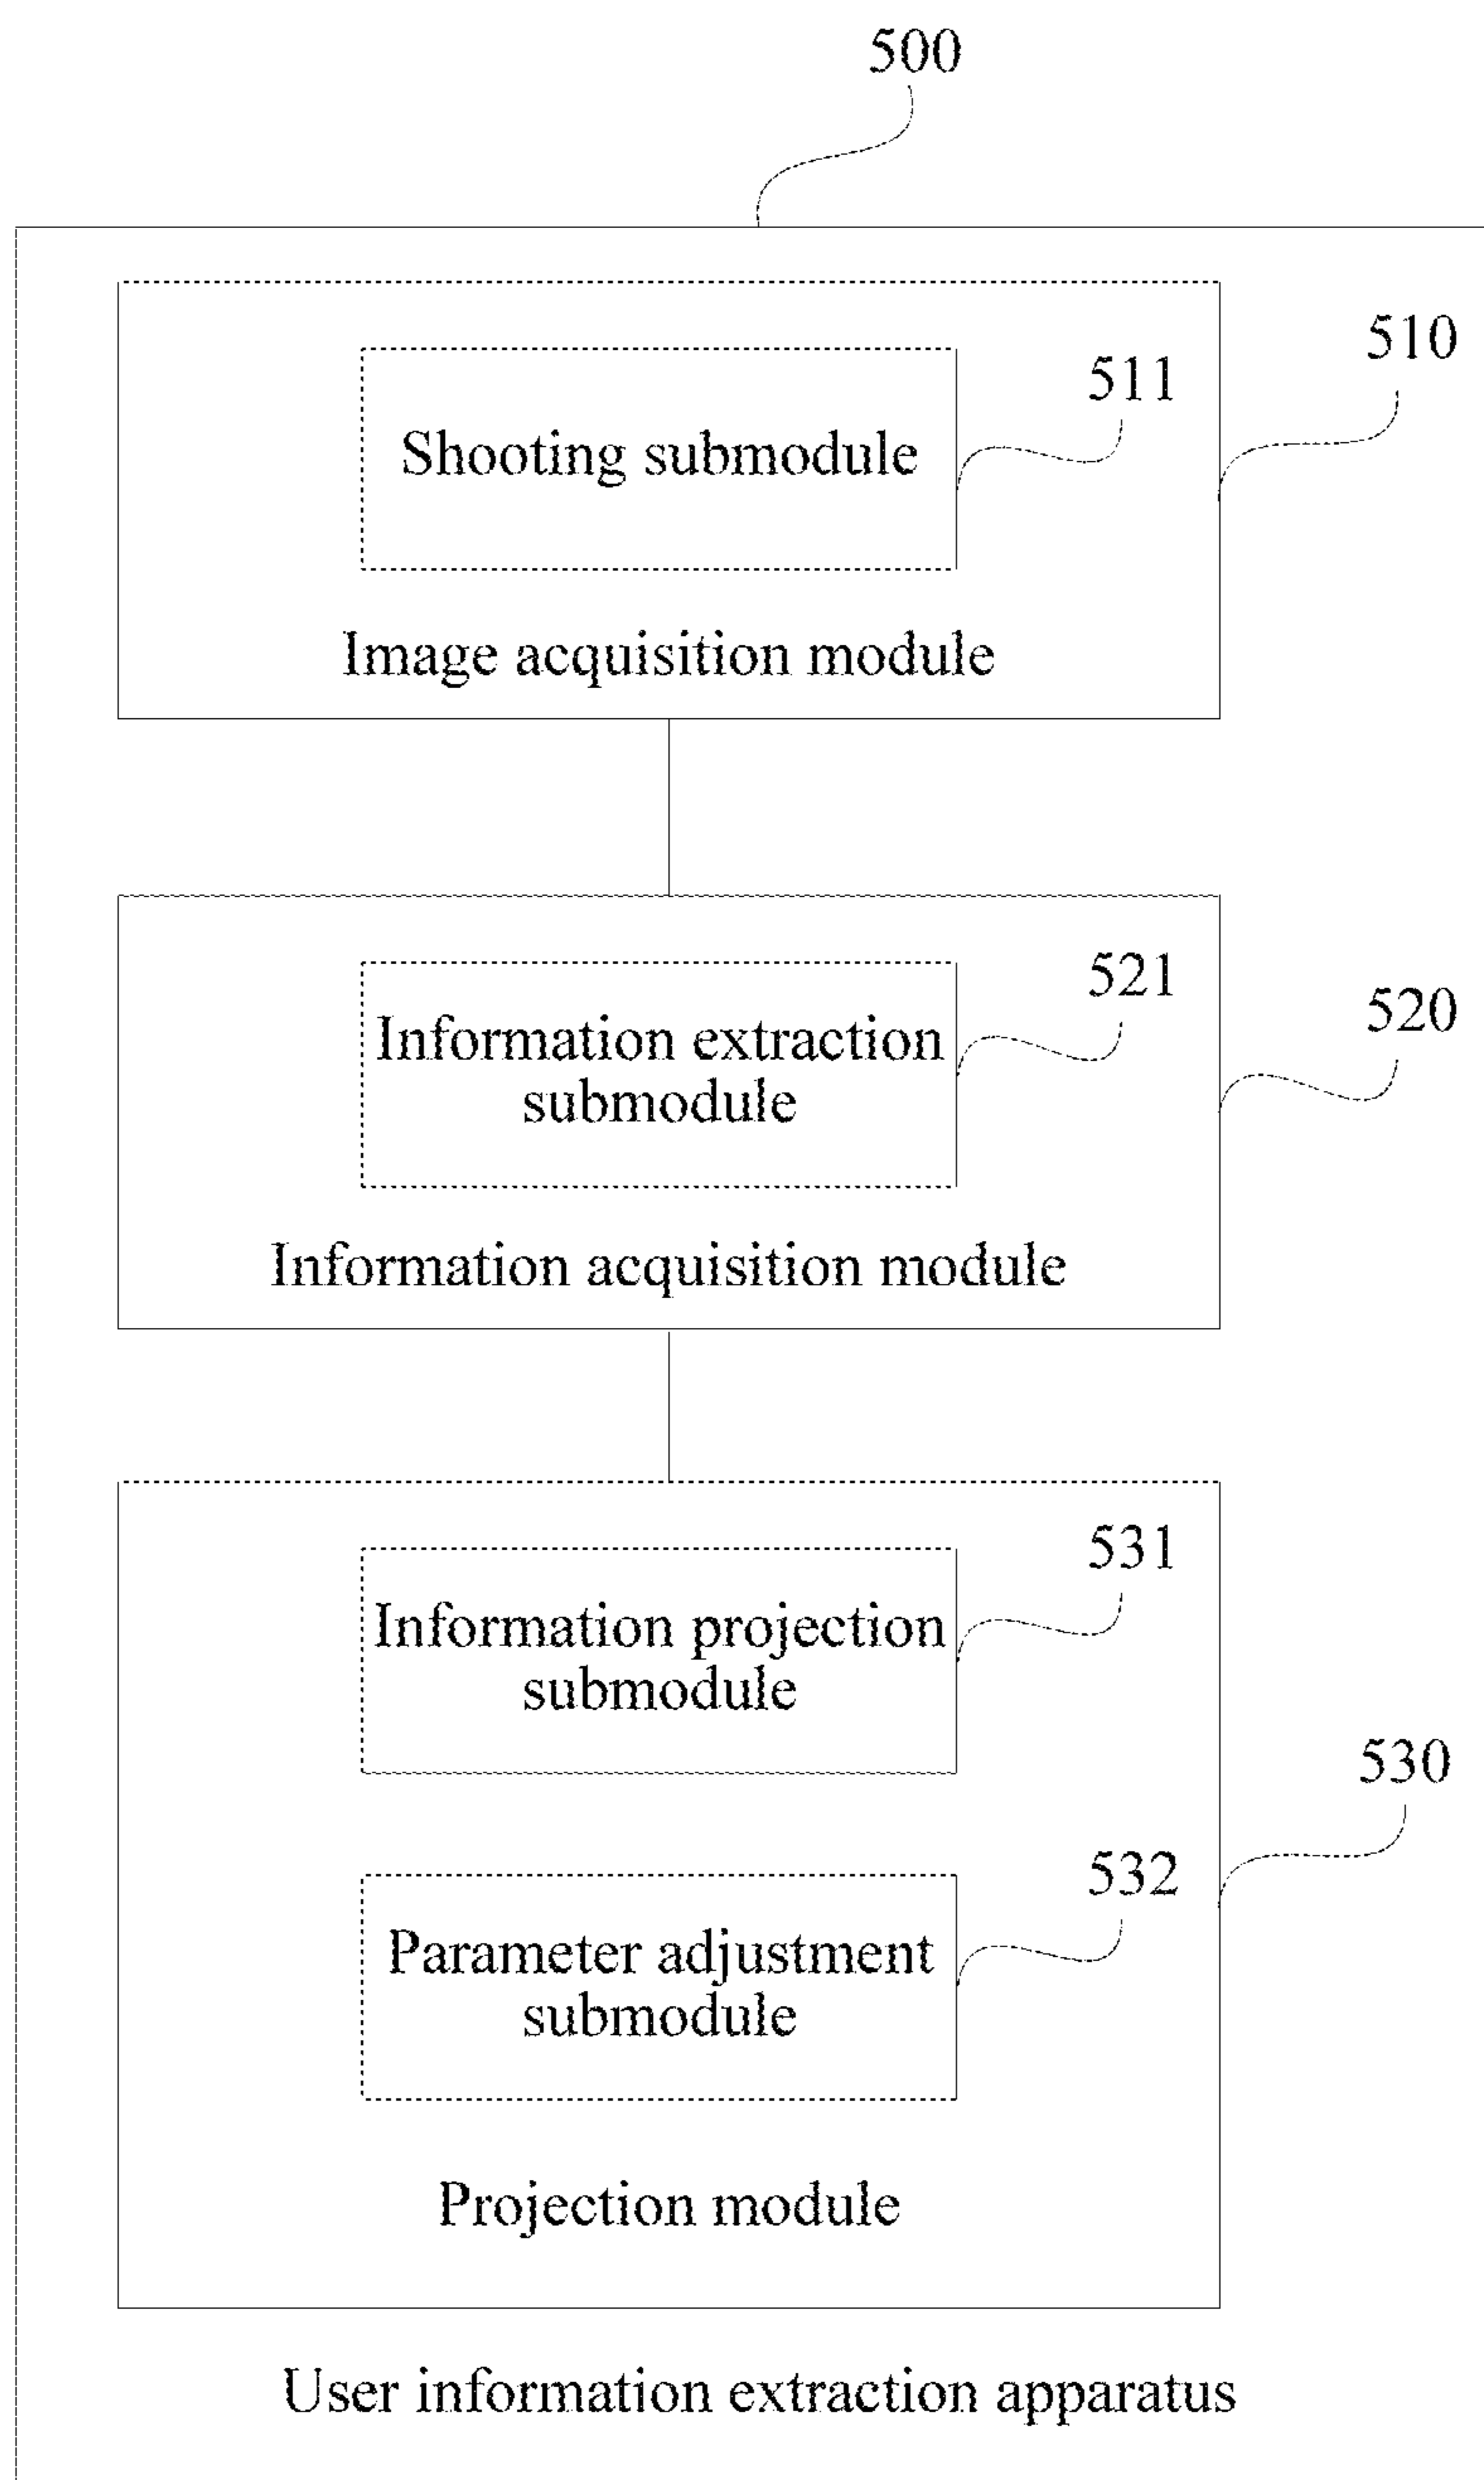 500
510
511
Shooting submodule
Image acquisition module
521
520
Information extraction
submodule
Information acquisition module
531
Information projection
submodule
530
532
Parameter adjustment
submodule
Projection module
User information extraction apparatus